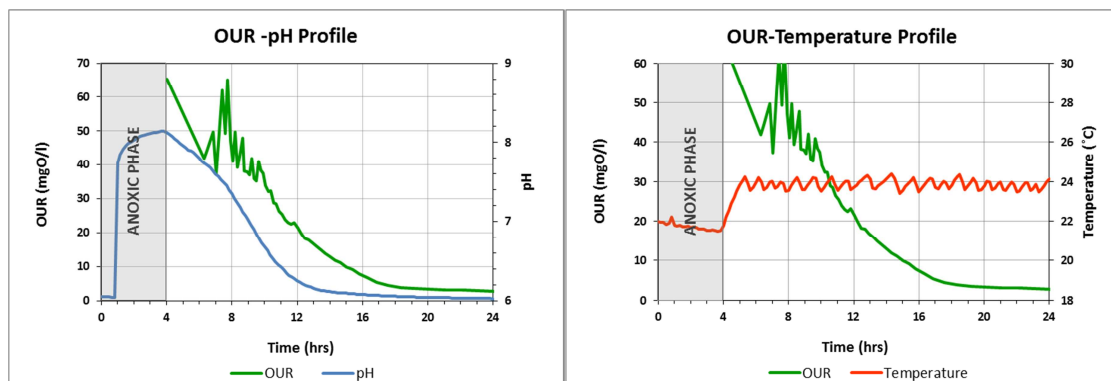 OUR -pH Profile
70
60
50
40
30
20
10
0
OUR (mgO/l)
ANOXIC PHASE
9
8
7
6
pH
0 4 8 12 16 20 24
Time (hrs)
OUR pH
OUR-Temperature Profile
60
50
40
30
20
10
0
OUR (mgO/l)
ANOXIC PHASE
30
28
26
24
22
20
18
Temperature (˚C)
0 4 8 12 16 20 24
Time (hrs)
OUR Temperature